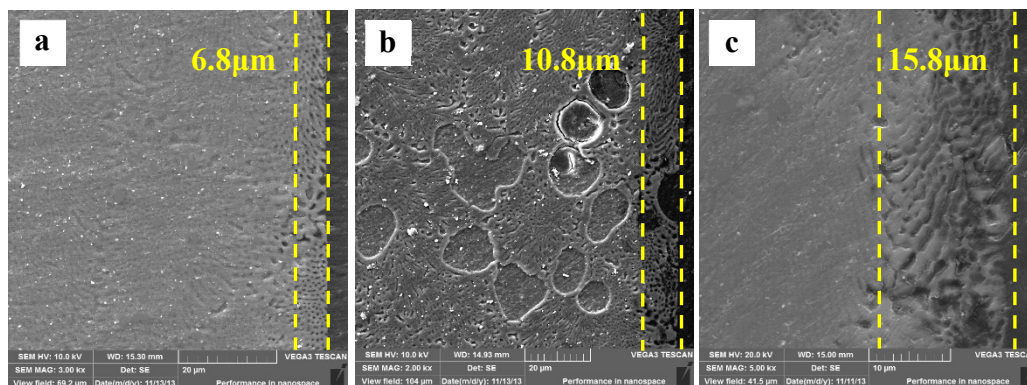 a
6.8μm
SEM HV: 10.0 kV WD: 15.30 mm VEGA3 TESCAN
SEM MAG: 3.00 kx Det: SE 20 μm
View field: 69.2 μm Date(m/d/y): 11/13/13 Performance in nanospace
b
10.8μm
SEM HV: 10.0 kV WD: 14.93 mm VEGA3 TESCAN
SEM MAG: 2.00 kx Det: SE 20 μm
View field: 104 μm Date(m/d/y): 11/13/13 Performance in nanospace
c
15.8μm
SEM HV: 20.0 kV WD: 15.00 mm VEGA3 TESCAN
SEM MAG: 5.00 kx Det: SE 10 μm
View field: 41.5 μm Date(m/d/y): 11/13/13 Performance in nanospace